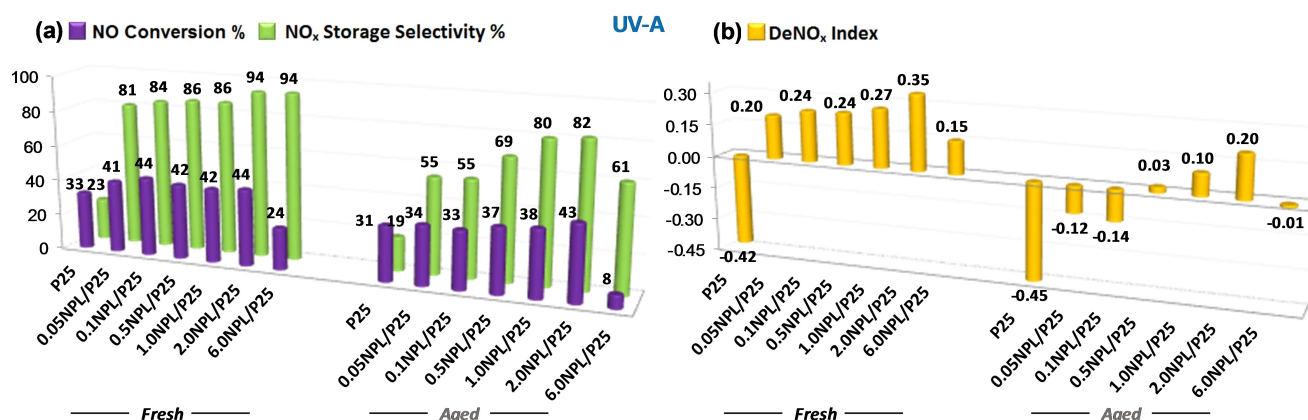 (a) NO Conversion % NOₓ Storage Selectivity %
UV-A
(b) DeNOₓ Index
100
80
60
40
20
0
33 23 41 81 44 84 42 86 42 86 44 94 24 94
31 19 34 55 33 55 37 69 38 80 43 82 8 61
P25
0.05NPL/P25
0.1NPL/P25
0.5NPL/P25
1.0NPL/P25
2.0NPL/P25
6.0NPL/P25
P25
0.05NPL/P25
0.1NPL/P25
0.5NPL/P25
1.0NPL/P25
2.0NPL/P25
6.0NPL/P25
Fresh
Aged
0.30
0.15
0.00
-0.15
-0.30
-0.45
-0.42 0.20 0.24 0.24 0.27 0.35 0.15
-0.45 -0.12 -0.14 0.03 0.10 0.20 -0.01
P25
0.05NPL/P25
0.1NPL/P25
0.5NPL/P25
1.0NPL/P25
2.0NPL/P25
6.0NPL/P25
P25
0.05NPL/P25
0.1NPL/P25
0.5NPL/P25
1.0NPL/P25
2.0NPL/P25
6.0NPL/P25
Fresh
Aged